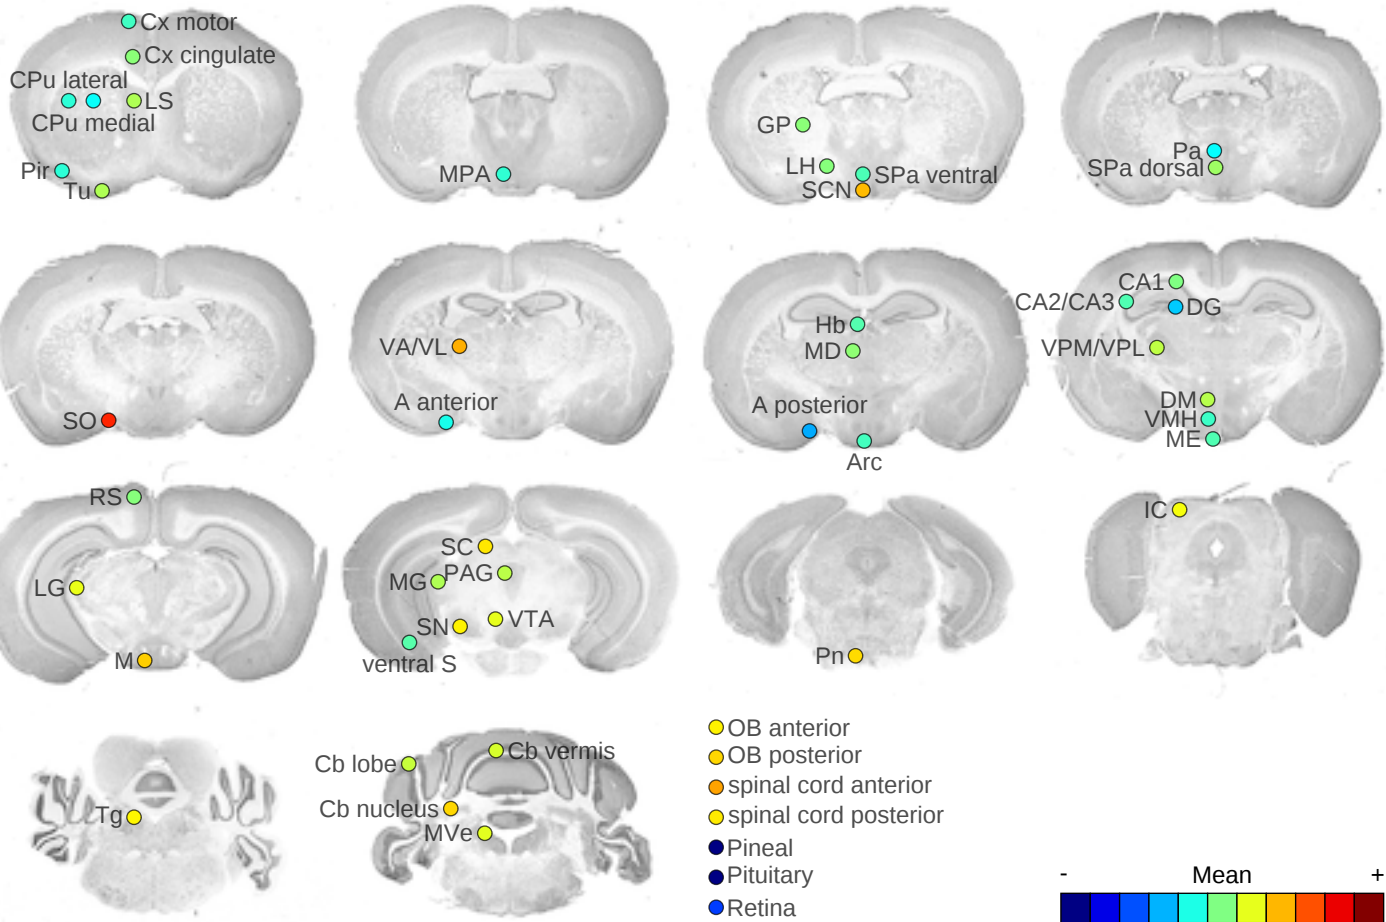 Cx motor
Cx cingulate
CPu lateral
LS
CPu medial
Pir
Tu
MPA
GP
LH
SPa ventral
SCN
Pa
SPa dorsal
SO
VA/VL
A anterior
Hb
MD
A posterior
Arc
CA1
CA2/CA3
DG
VPM/VPL
DM
VMH
ME
RS
LG
M
SC
MG
PAG
SN
VTA
ventral S
Pn
IC
Tg
Cb lobe
Cb vermis
Cb nucleus
MVe
OB anterior
OB posterior
spinal cord anterior
spinal cord posterior
Pineal
Pituitary
Retina
- Mean +